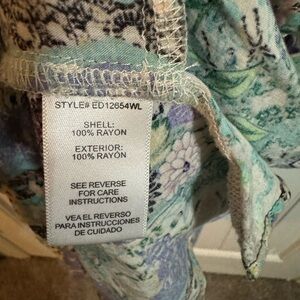 STYLE# ED12654WL
SHELL:
100% RAYON
EXTERIOR:
100% RAYON
SEE REVERSE
FOR CARE
INSTRUCTIONS
VEA EL REVERSO
PARA INSTRUCCIONES
DE CUIDADO